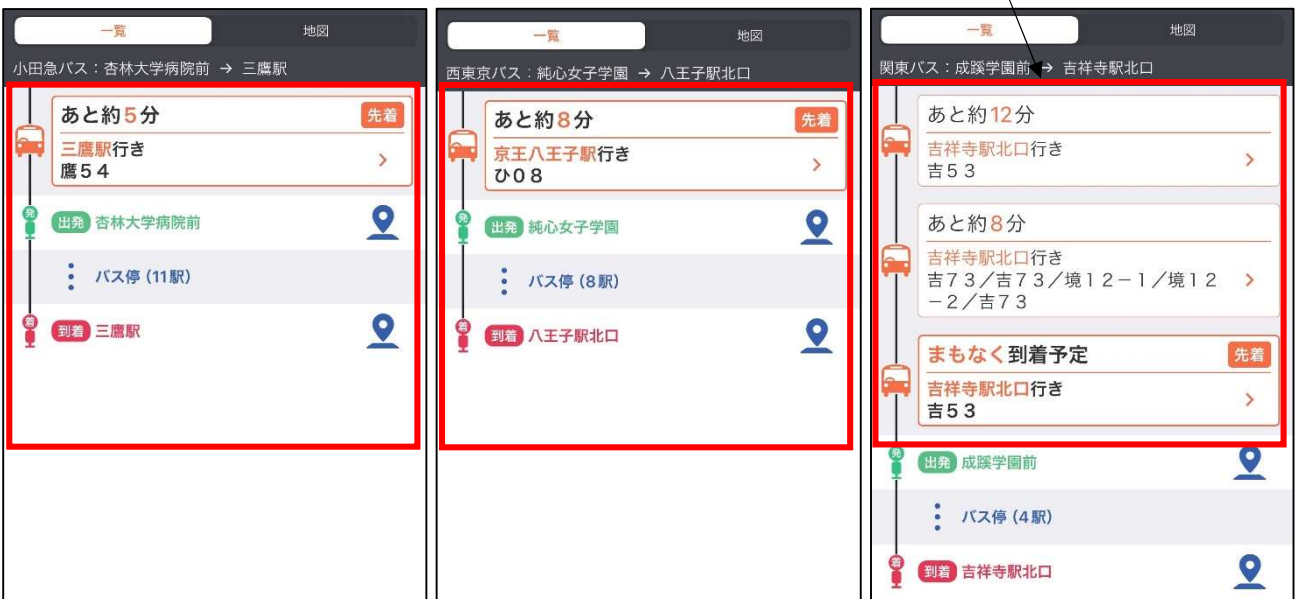 一覧
地図
小田急バス：杏林大学病院前 → 三鷹駅
あと約5分
先着
三鷹駅行き
鷹５４
発
出発 杏林大学病院前
バス停（11駅）
着
到着 三鷹駅
一覧
地図
西東京バス：純心女子学園 → 八王子駅北口
あと約8分
先着
京王八王子駅行き
ひ０８
発
出発 純心女子学園
バス停（8駅）
着
到着 八王子駅北口
一覧
地図
関東バス：成蹊学園前 → 吉祥寺駅北口
あと約12分
吉祥寺駅北口行き
吉５３
あと約8分
吉祥寺駅北口行き
吉７３／吉７３／境１２－１／境１２
－２／吉７３
まもなく到着予定
先着
吉祥寺駅北口行き
吉５３
発
出発 成蹊学園前
バス停（4駅）
着
到着 吉祥寺駅北口